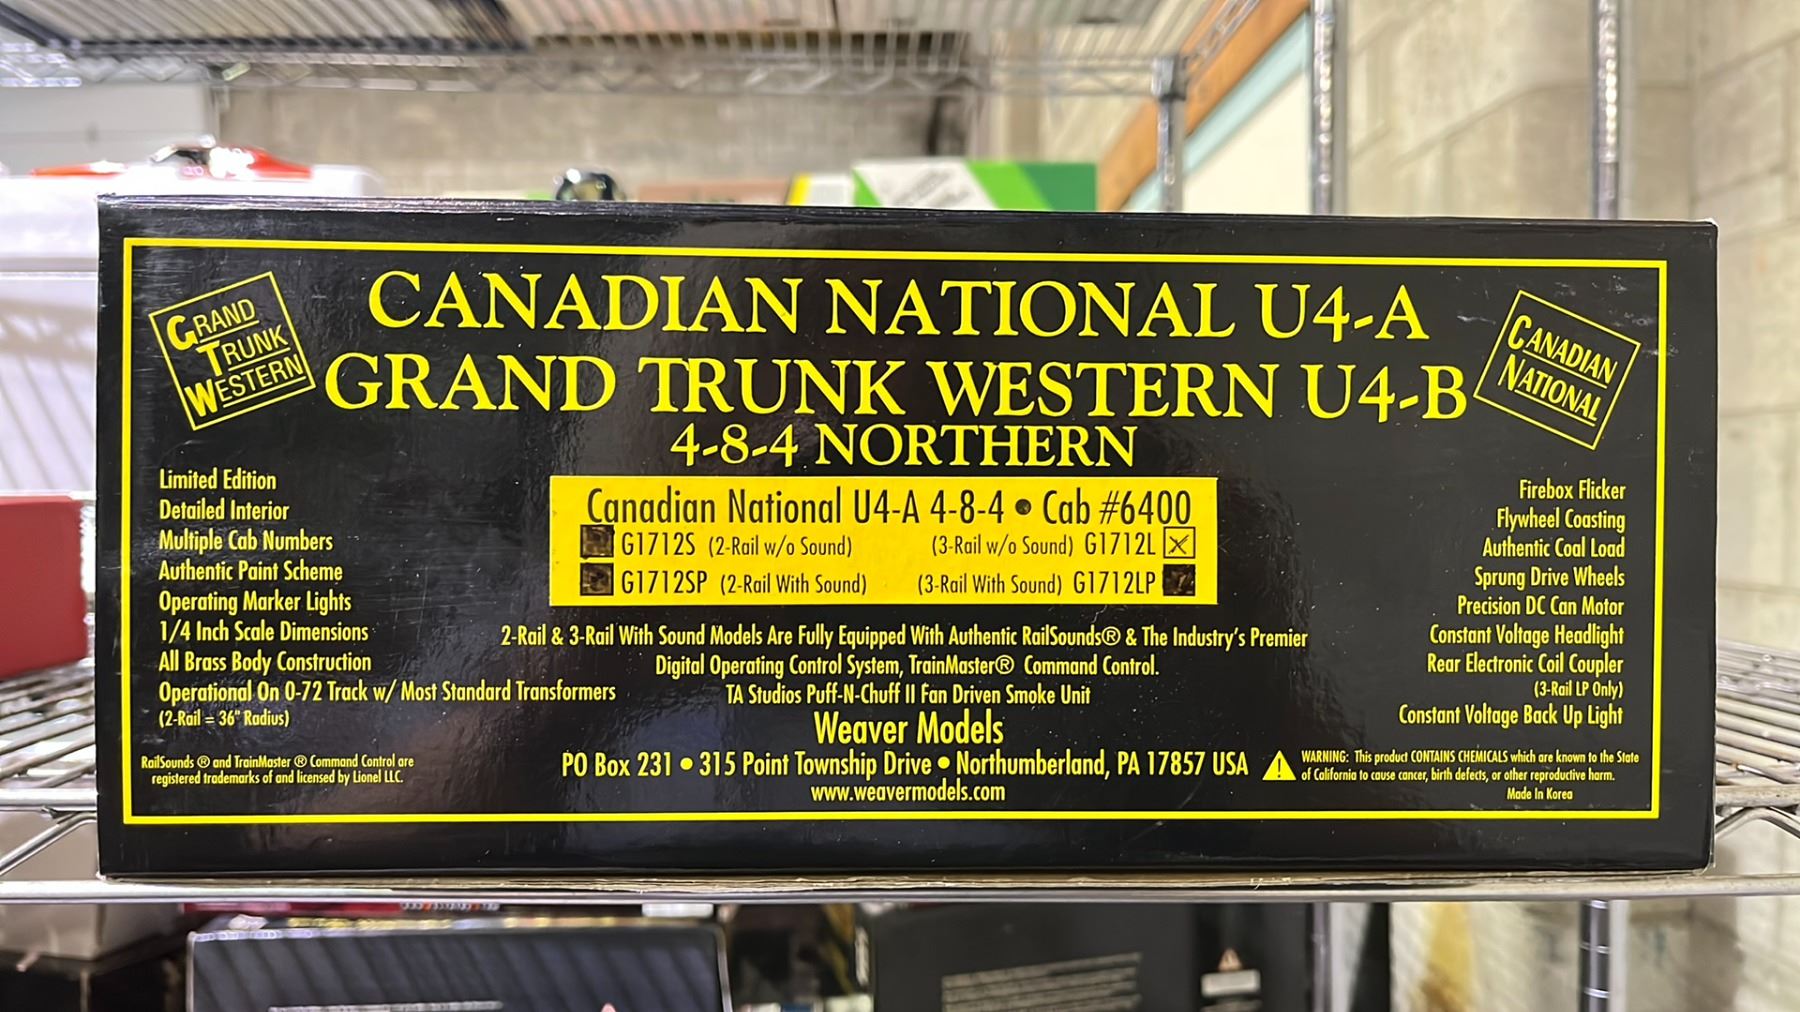 GRAND
TRUNK
WESTERN
CANADIAN NATIONAL U4-A
GRAND TRUNK WESTERN U4-B
4-8-4 NORTHERN
CANADIAN
NATIONAL
Limited Edition
Detailed Interior
Multiple Cab Numbers
Authentic Paint Scheme
Operating Marker Lights
1/4 Inch Scale Dimensions
All Brass Body Construction
Operational On 0-72 Track w/ Most Standard Transformers
(2-Rail = 36" Radius)
Canadian National U4-A 4-8-4 • Cab #6400
G1712S (2-Rail w/o Sound) (3-Rail w/o Sound) G1712L
G1712SP (2-Rail With Sound) (3-Rail With Sound) G1712LP
Firebox Flicker
Flywheel Coasting
Authentic Coal Load
Sprung Drive Wheels
Precision DC Can Motor
Constant Voltage Headlight
Rear Electronic Coil Coupler
(3-Rail LP Only)
Constant Voltage Back Up Light
2-Rail & 3-Rail With Sound Models Are Fully Equipped With Authentic RailSounds® & The Industry's Premier
Digital Operating Control System, TrainMaster® Command Control.
TA Studios Puff-N-Chuff II Fan Driven Smoke Unit
Weaver Models
PO Box 231 • 315 Point Township Drive • Northumberland, PA 17857 USA
www.weavermodels.com
RailSounds ® and TrainMaster ® Command Control are
registered trademarks of and licensed by Lionel LLC.
WARNING: This product CONTAINS CHEMICALS which are known to the State
of California to cause cancer, birth defects, or other reproductive harm.
Made In Korea